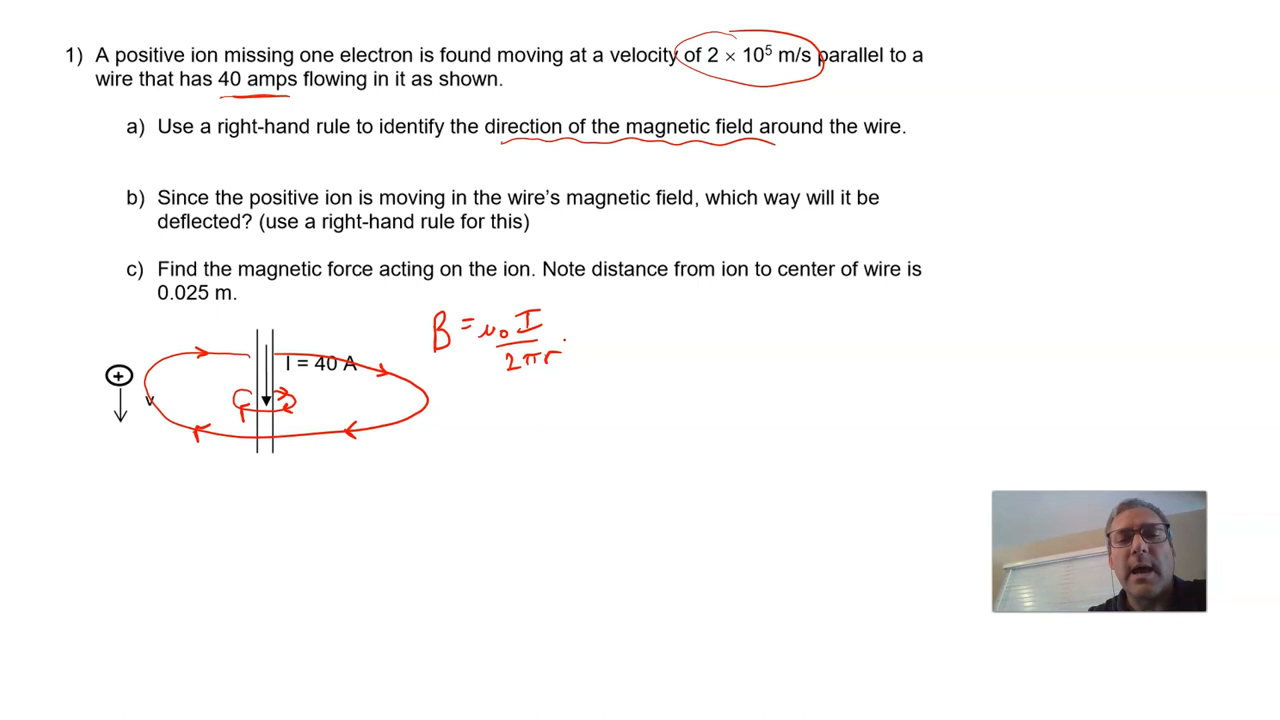 1) A positive ion missing one electron is found moving at a velocity of 2 × 10⁵ m/s parallel to a
wire that has 40 amps flowing in it as shown.
a) Use a right-hand rule to identify the direction of the magnetic field around the wire.
b) Since the positive ion is moving in the wire's magnetic field, which way will it be
deflected? (use a right-hand rule for this)
c) Find the magnetic force acting on the ion. Note distance from ion to center of wire is
0.025 m.
B = μ₀ I
2πr
I = 40 A
+
v